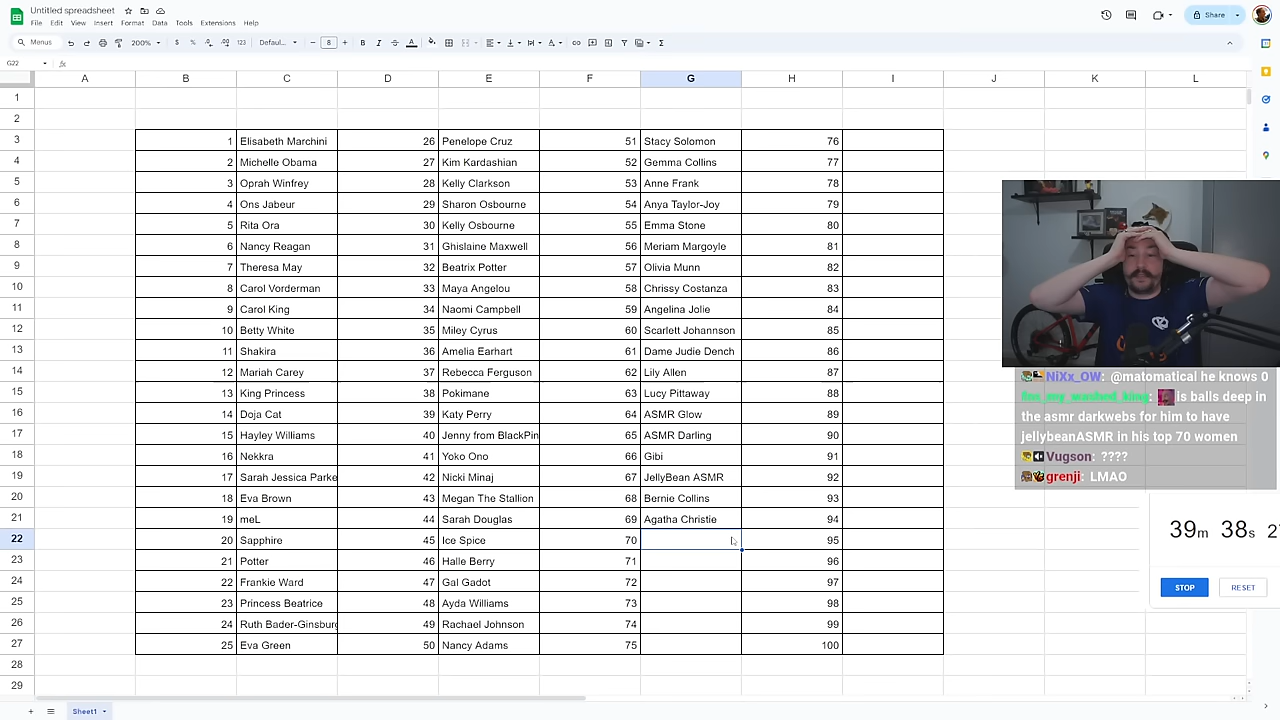 Untitled spreadsheet
File Edit View Insert Format Data Tools Extensions Help
Share
Menus 200% $ % .0 .00 123 Defaul... 8 B I A
G22
A B C D E F G H I J K L
1
2
3 1 Elisabeth Marchini 26 Penelope Cruz 51 Stacy Solomon 76
4 2 Michelle Obama 27 Kim Kardashian 52 Gemma Collins 77
5 3 Oprah Winfrey 28 Kelly Clarkson 53 Anne Frank 78
6 4 Ons Jabeur 29 Sharon Osbourne 54 Anya Taylor-Joy 79
7 5 Rita Ora 30 Kelly Osbourne 55 Emma Stone 80
8 6 Nancy Reagan 31 Ghislaine Maxwell 56 Meriam Margoyle 81
9 7 Theresa May 32 Beatrix Potter 57 Olivia Munn 82
10 8 Carol Vorderman 33 Maya Angelou 58 Chrissy Costanza 83
11 9 Carol King 34 Naomi Campbell 59 Angelina Jolie 84
12 10 Betty White 35 Miley Cyrus 60 Scarlett Johannson 85
13 11 Shakira 36 Amelia Earhart 61 Dame Judie Dench 86
14 12 Mariah Carey 37 Rebecca Ferguson 62 Lily Allen 87
15 13 King Princess 38 Pokimane 63 Lucy Pittaway 88
16 14 Doja Cat 39 Katy Perry 64 ASMR Glow 89
17 15 Hayley Williams 40 Jenny from BlackPin 65 ASMR Darling 90
18 16 Nekkra 41 Yoko Ono 66 Gibi 91
19 17 Sarah Jessica Parke 42 Nicki Minaj 67 JellyBean ASMR 92
20 18 Eva Brown 43 Megan The Stallion 68 Bernie Collins 93
21 19 meL 44 Sarah Douglas 69 Agatha Christie 94
22 20 Sapphire 45 Ice Spice 70 95
23 21 Potter 46 Halle Berry 71 96
24 22 Frankie Ward 47 Gal Gadot 72 97
25 23 Princess Beatrice 48 Ayda Williams 73 98
26 24 Ruth Bader-Ginsburg 49 Rachael Johnson 74 99
27 25 Eva Green 50 Nancy Adams 75 100
28
29
NiXx_OW: @matomatical he knows 0
is balls deep in
the asmr darkwebs for him to have
jellybeanASMR in his top 70 women
Vugson: ????
grenji: LMAO
39m 38s 2
STOP RESET
Sheet1